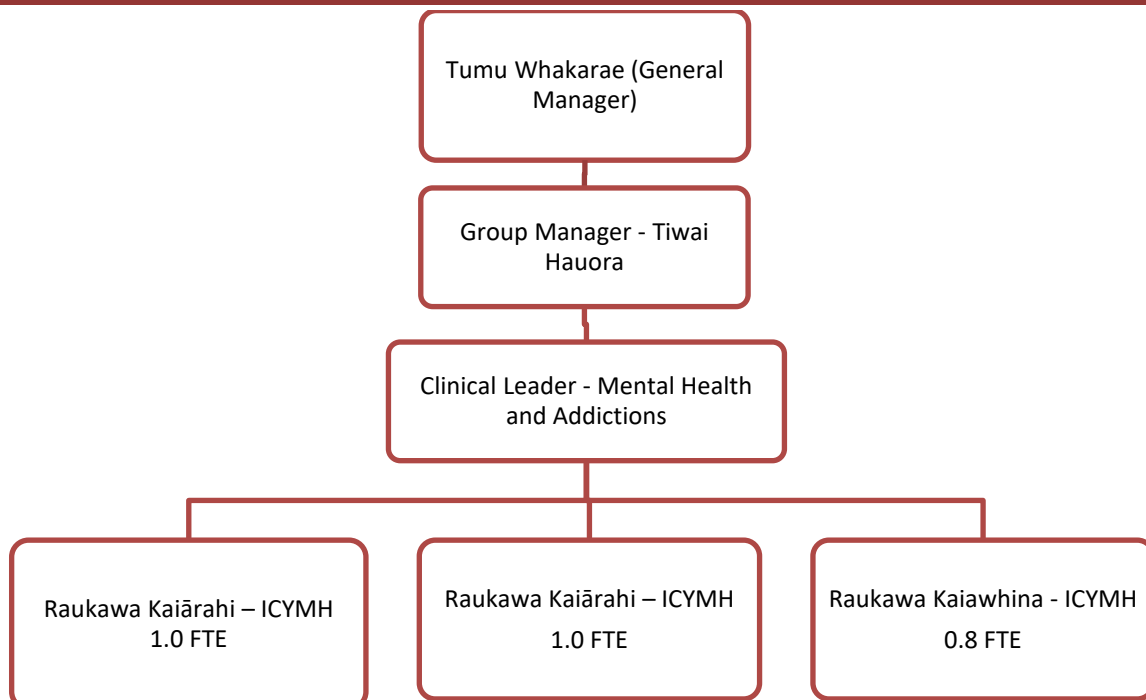 Tumu Whakarae (General
Manager)
Group Manager - Tiwai
Hauora
Clinical Leader - Mental Health
and Addictions
Raukawa Kaiārahi – ICYMH
1.0 FTE
Raukawa Kaiārahi – ICYMH
1.0 FTE
Raukawa Kaiawhina - ICYMH
0.8 FTE